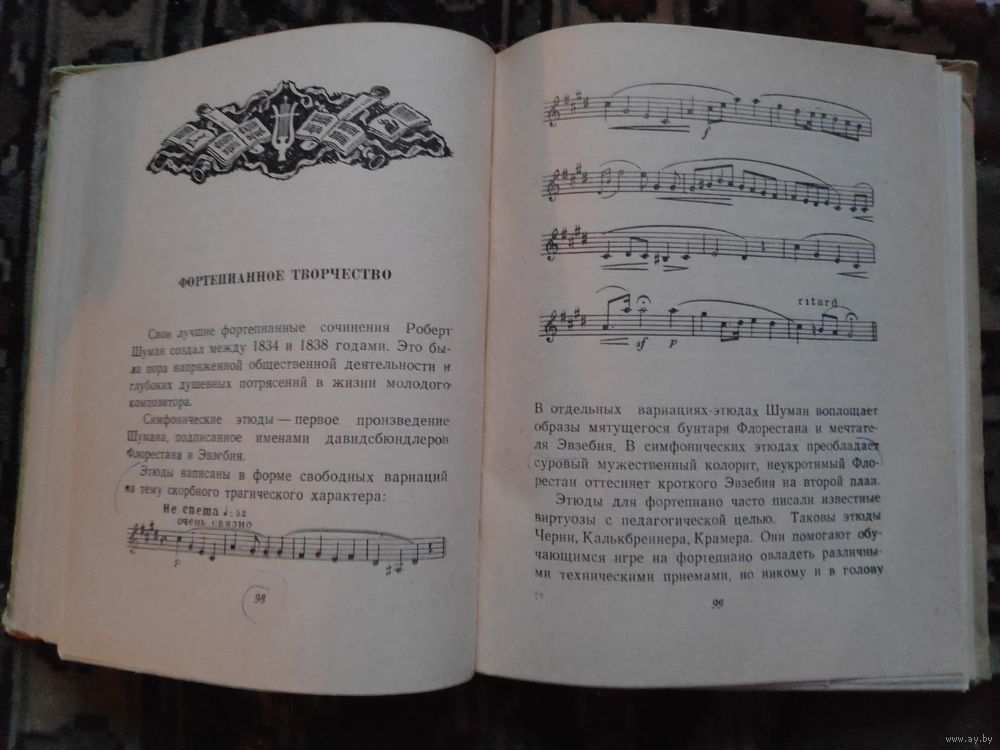 ФОРТЕПИАННОЕ ТВОРЧЕСТВО
Свои лучшие фортепианные сочинения Роберт
Шуман создал между 1834 и 1838 годами. Это бы-
ла пора напряженной общественной деятельности и
глубоких душевных потрясений в жизни молодого
композитора.
Симфонические этюды — первое произведение
Шумана, подписанное именами давидсбюндлеров
Флорестана и Эвзебия.
Этюды написаны в форме свободных вариаций
на тему скорбного трагического характера:
Не спеша ♩=52
очень связно
p
98
f
ritard
sf p
В отдельных вариациях-этюдах Шуман воплощает
образы мятущегося бунтаря Флорестана и мечтате-
ля Эвзебия. В симфонических этюдах преобладает
суровый мужественный колорит, неукротимый Фло-
рестан оттесняет кроткого Эвзебия на второй план.
Этюды для фортепиано часто писали известные
виртуозы с педагогической целью. Таковы этюды
Черни, Калькбреннера, Крамера. Они помогают обу-
чающимся игре на фортепиано овладеть различны-
ми техническими приемами, но никому и в голову
99
www.ay.by